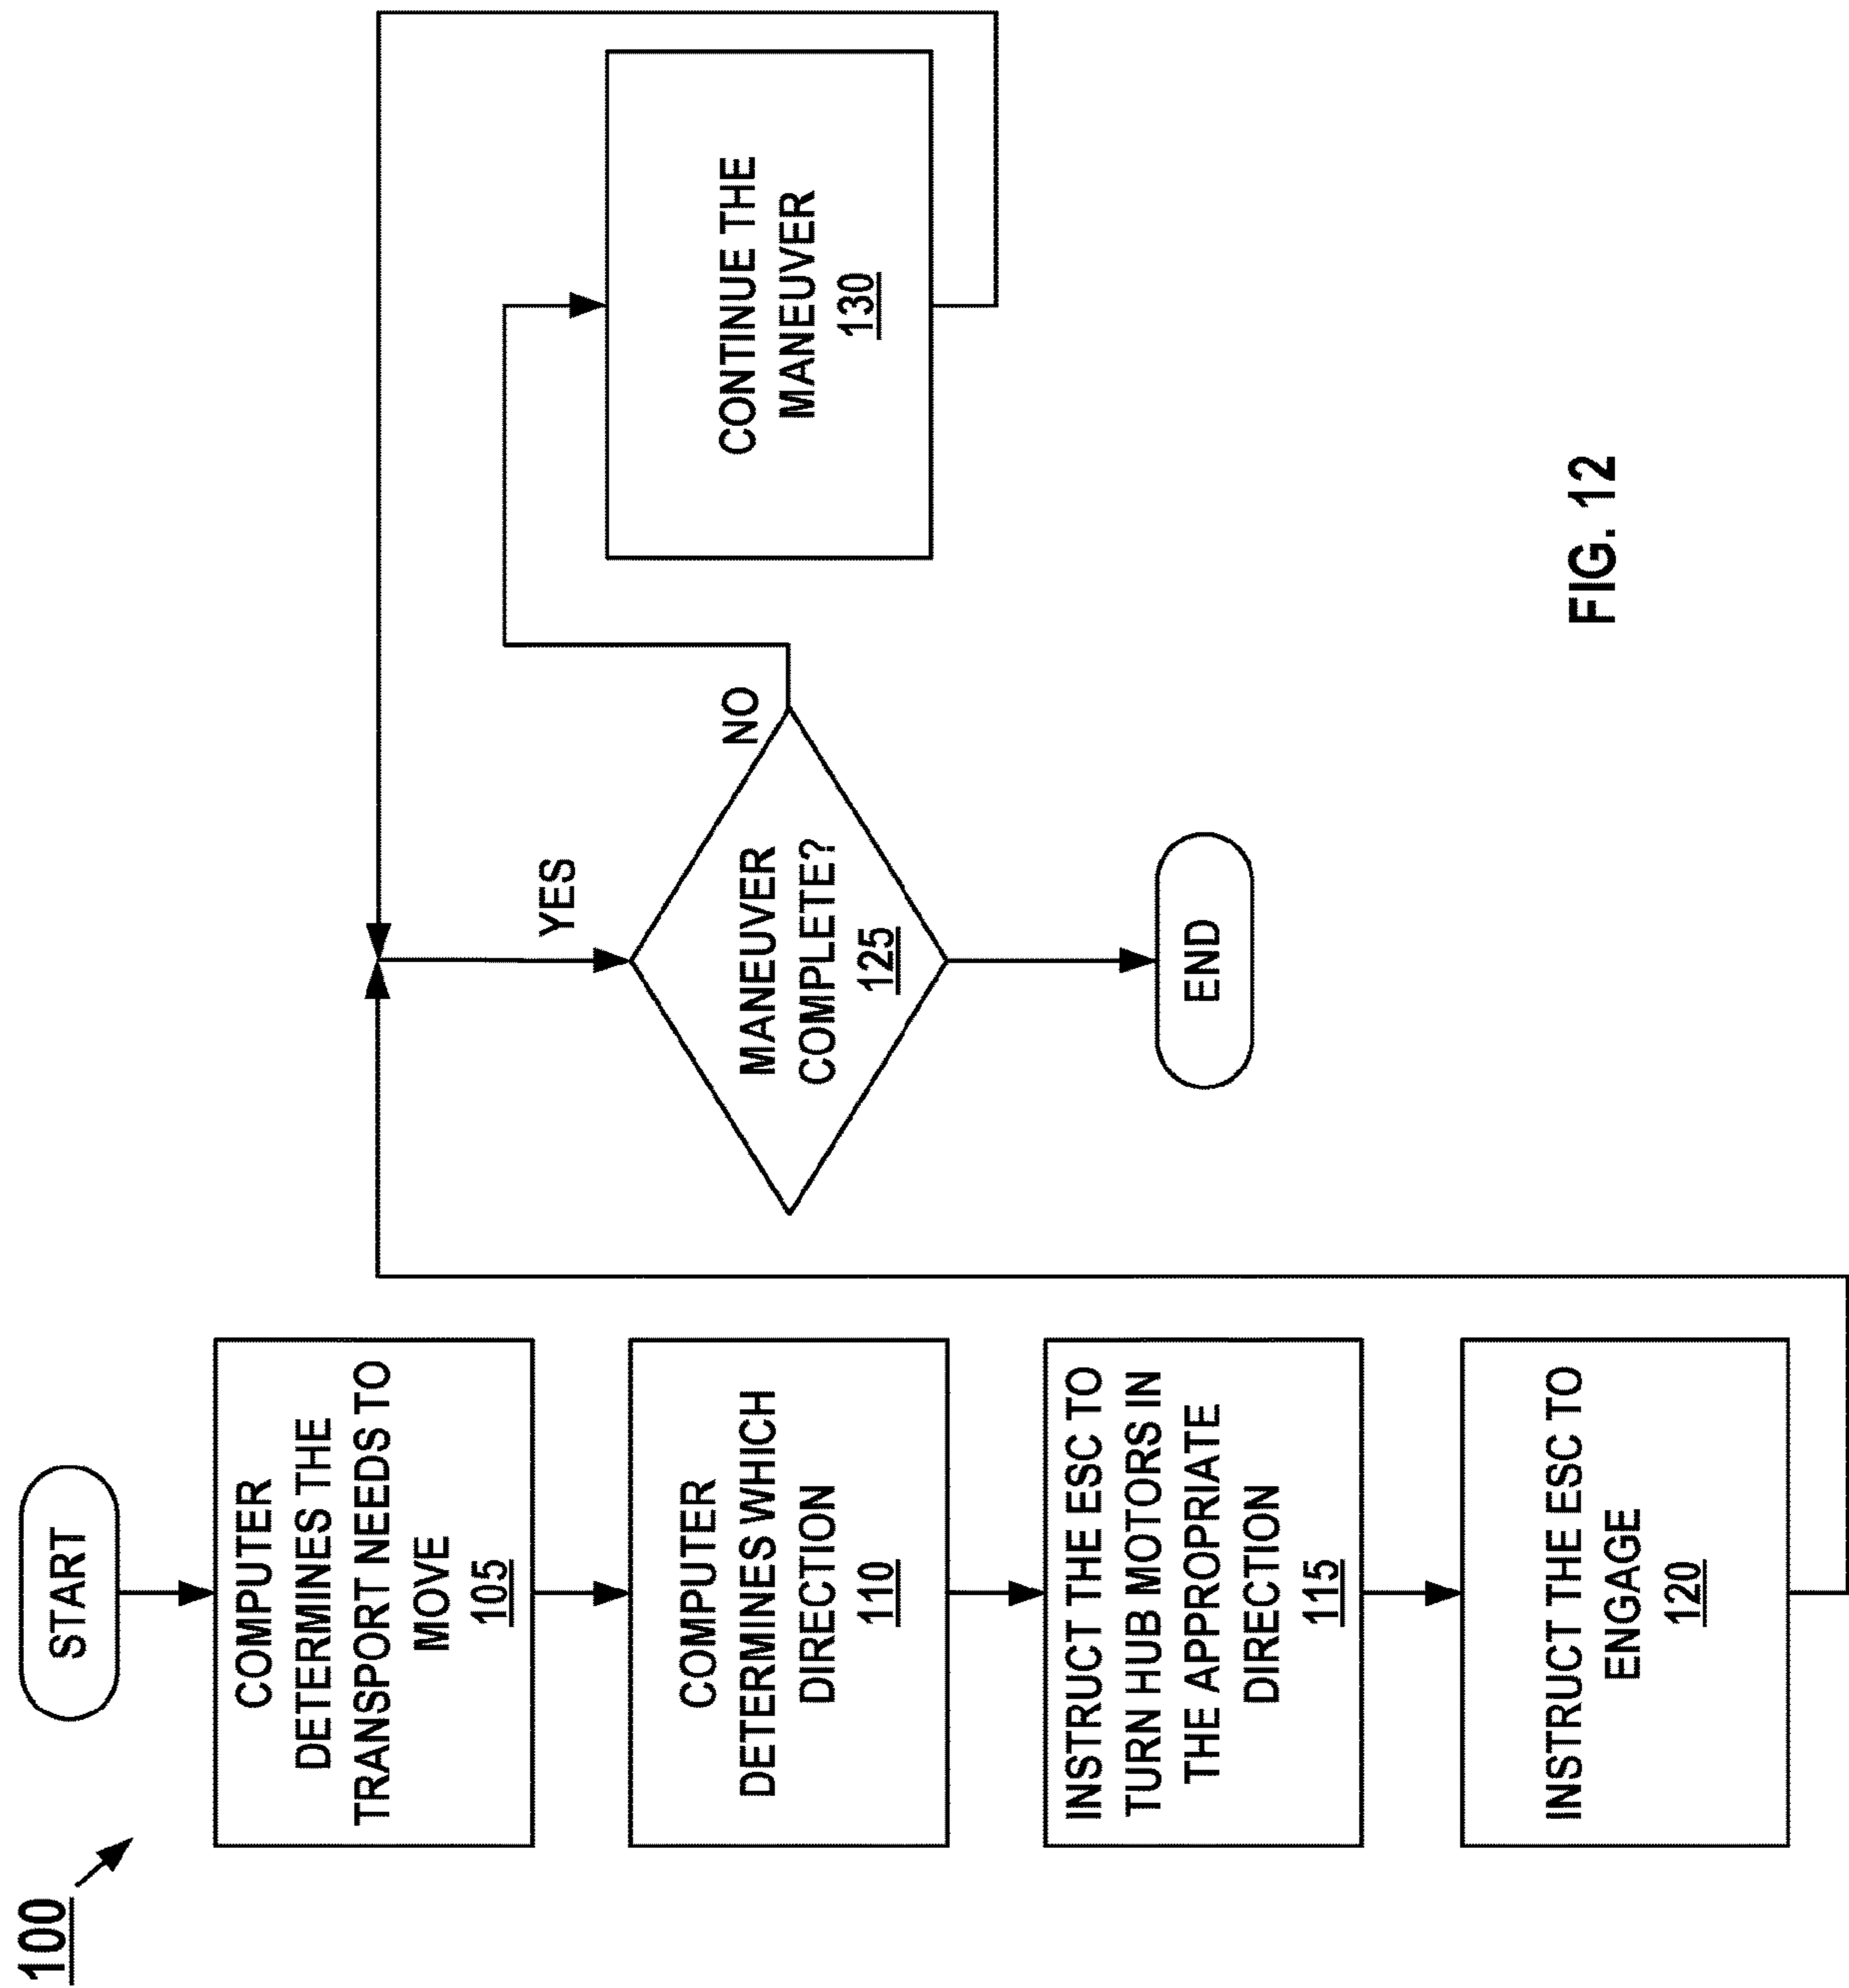 100
START
COMPUTER
DETERMINES THE
TRANSPORT NEEDS TO
MOVE
105
COMPUTER
DETERMINES WHICH
DIRECTION
110
INSTRUCT THE ESC TO
TURN HUB MOTORS IN
THE APPROPRIATE
DIRECTION
115
INSTRUCT THE ESC TO
ENGAGE
120
YES
MANEUVER
COMPLETE?
125
NO
END
CONTINUE THE
MANEUVER
130
FIG. 12